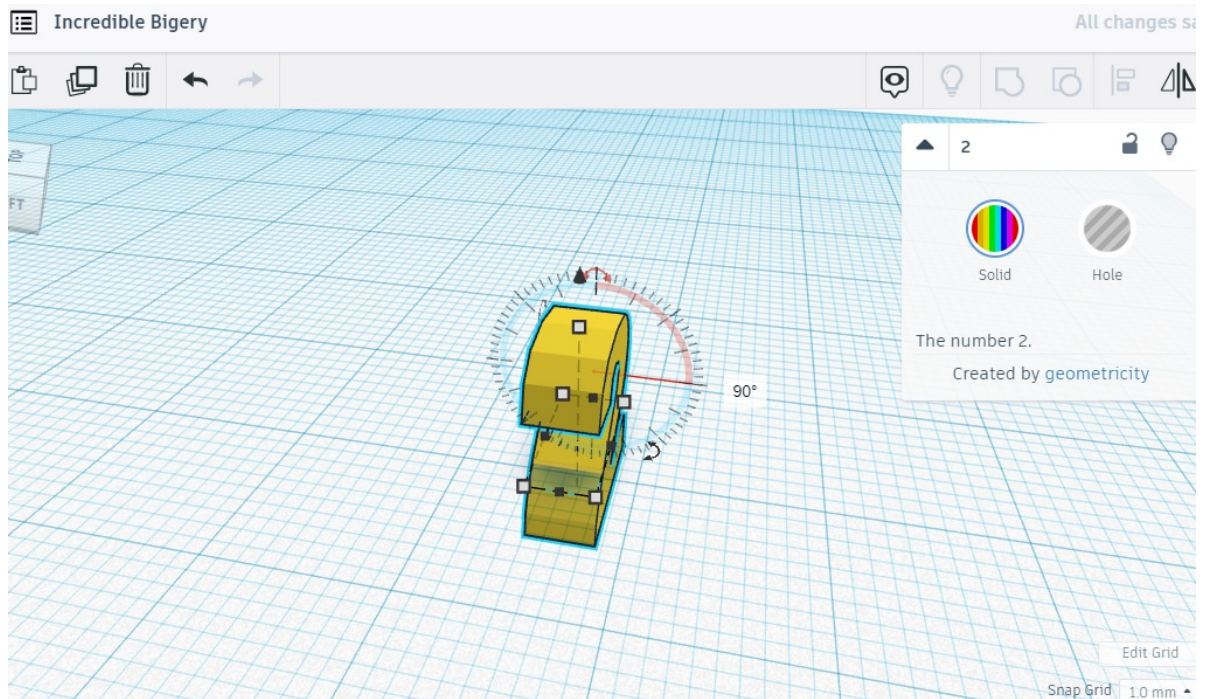 Incredible Bigery
All changes sa
FT
2
Solid
Hole
The number 2.
Created by geometricity
90°
Edit Grid
Snap Grid 1.0 mm